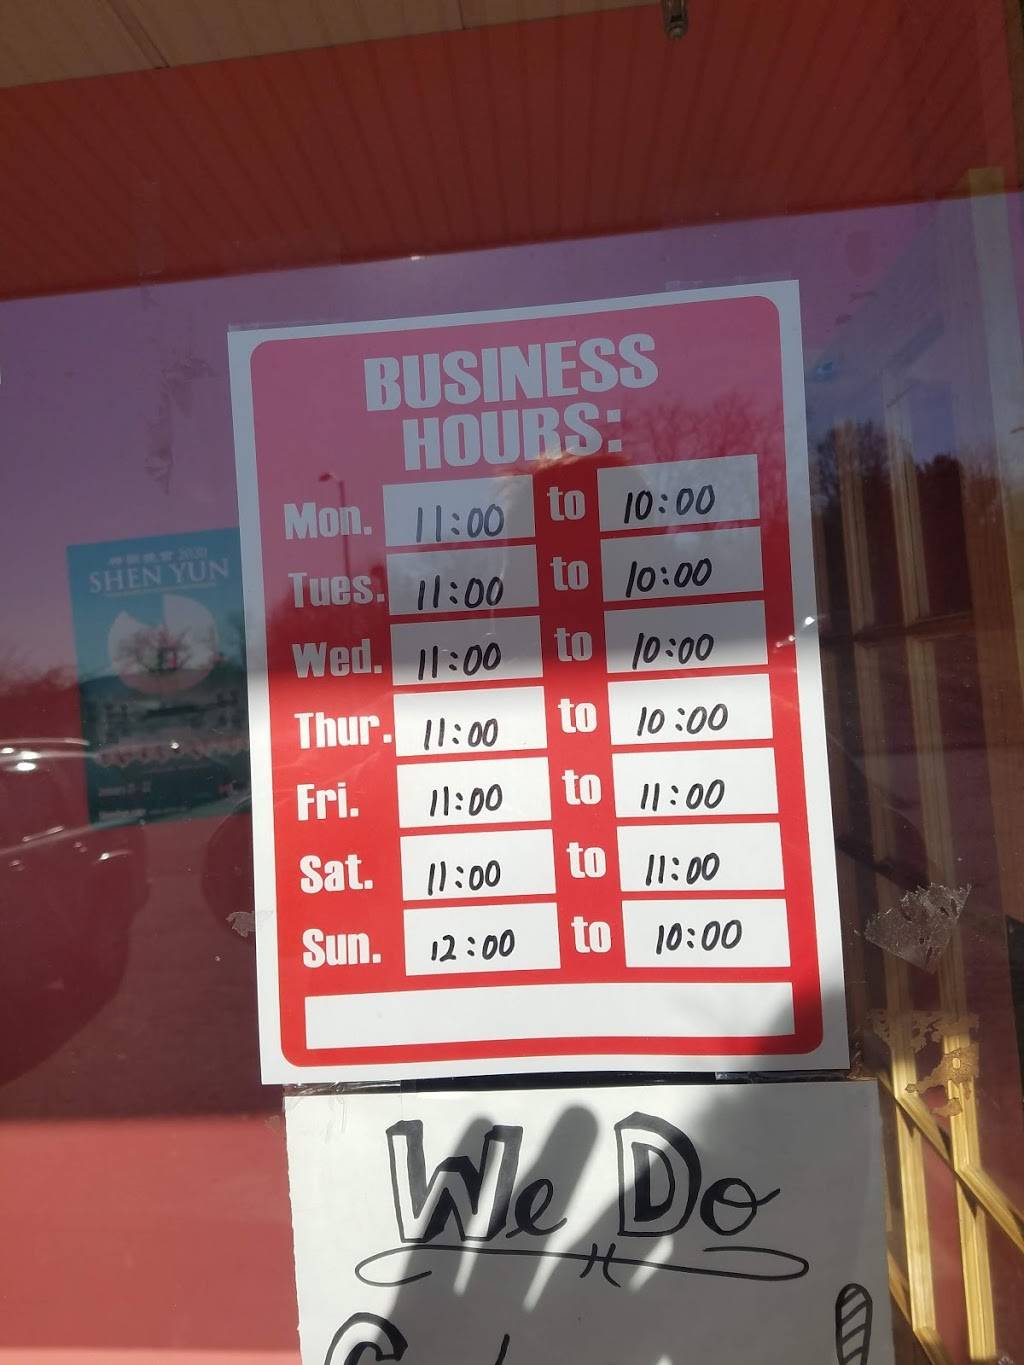 BUSINESS
HOURS:
Mon. 11:00 to 10:00
Tues. 11:00 to 10:00
Wed. 11:00 to 10:00
Thur. 11:00 to 10:00
Fri. 11:00 to 11:00
Sat. 11:00 to 11:00
Sun. 12:00 to 10:00
2020
SHEN YUN
We Do